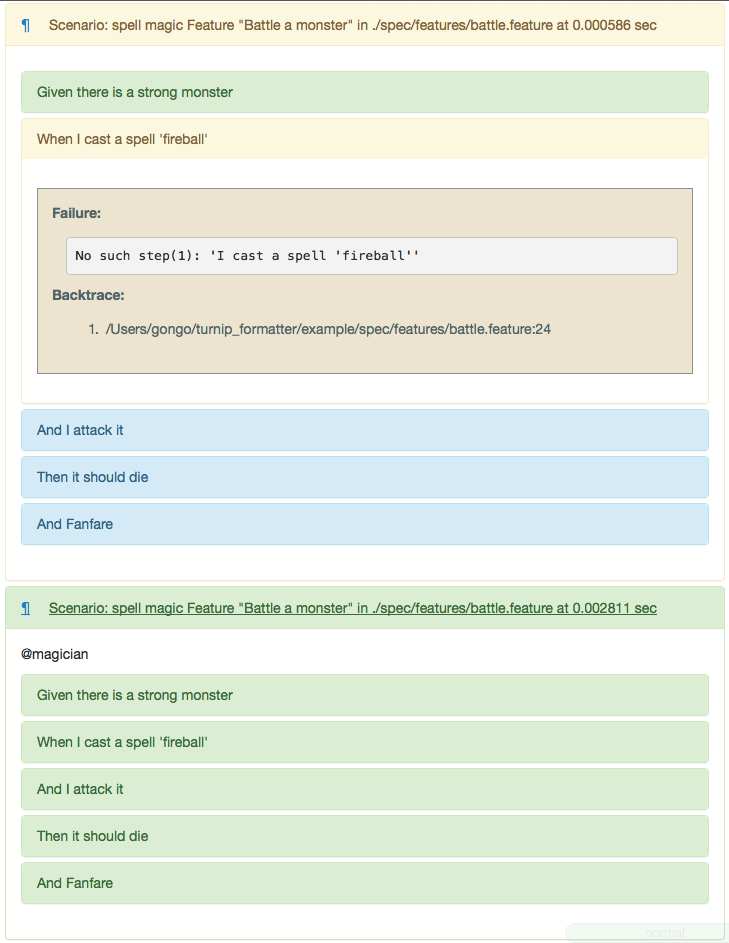 ¶ Scenario: spell magic Feature "Battle a monster" in ./spec/features/battle.feature at 0.000586 sec
Given there is a strong monster
When I cast a spell 'fireball'
Failure:
No such step(1): 'I cast a spell 'fireball''
Backtrace:
1. /Users/gongo/turnip_formatter/example/spec/features/battle.feature:24
And I attack it
Then it should die
And Fanfare
¶ Scenario: spell magic Feature "Battle a monster" in ./spec/features/battle.feature at 0.002811 sec
@magician
Given there is a strong monster
When I cast a spell 'fireball'
And I attack it
Then it should die
And Fanfare
normal